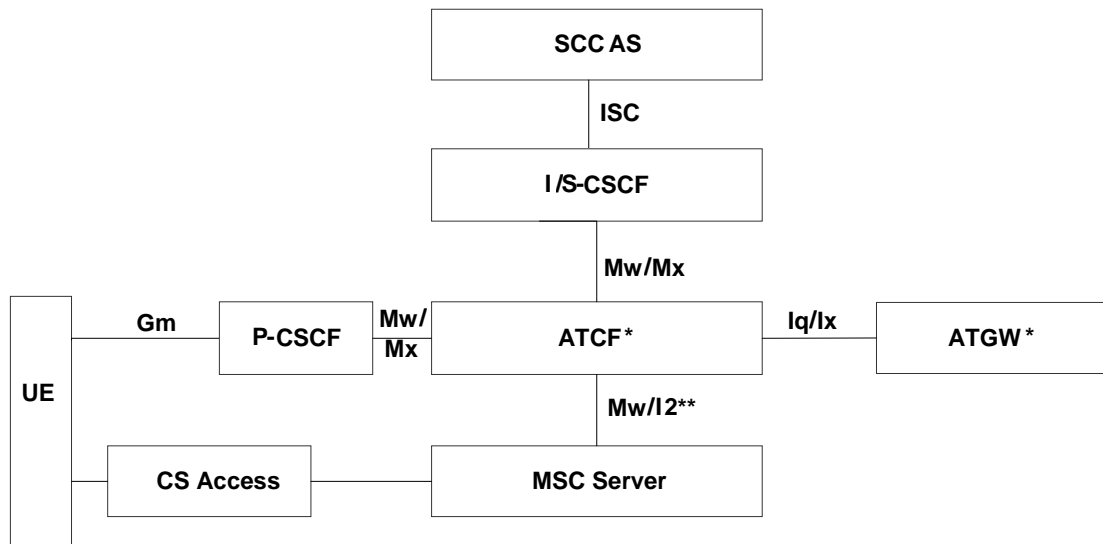 SCC AS
ISC
I/S-CSCF
Mw/Mx
Gm
P-CSCF
Mw/
Mx
ATCF*
Iq/Ix
ATGW*
UE
Mw/I2**
CS Access
MSC Server